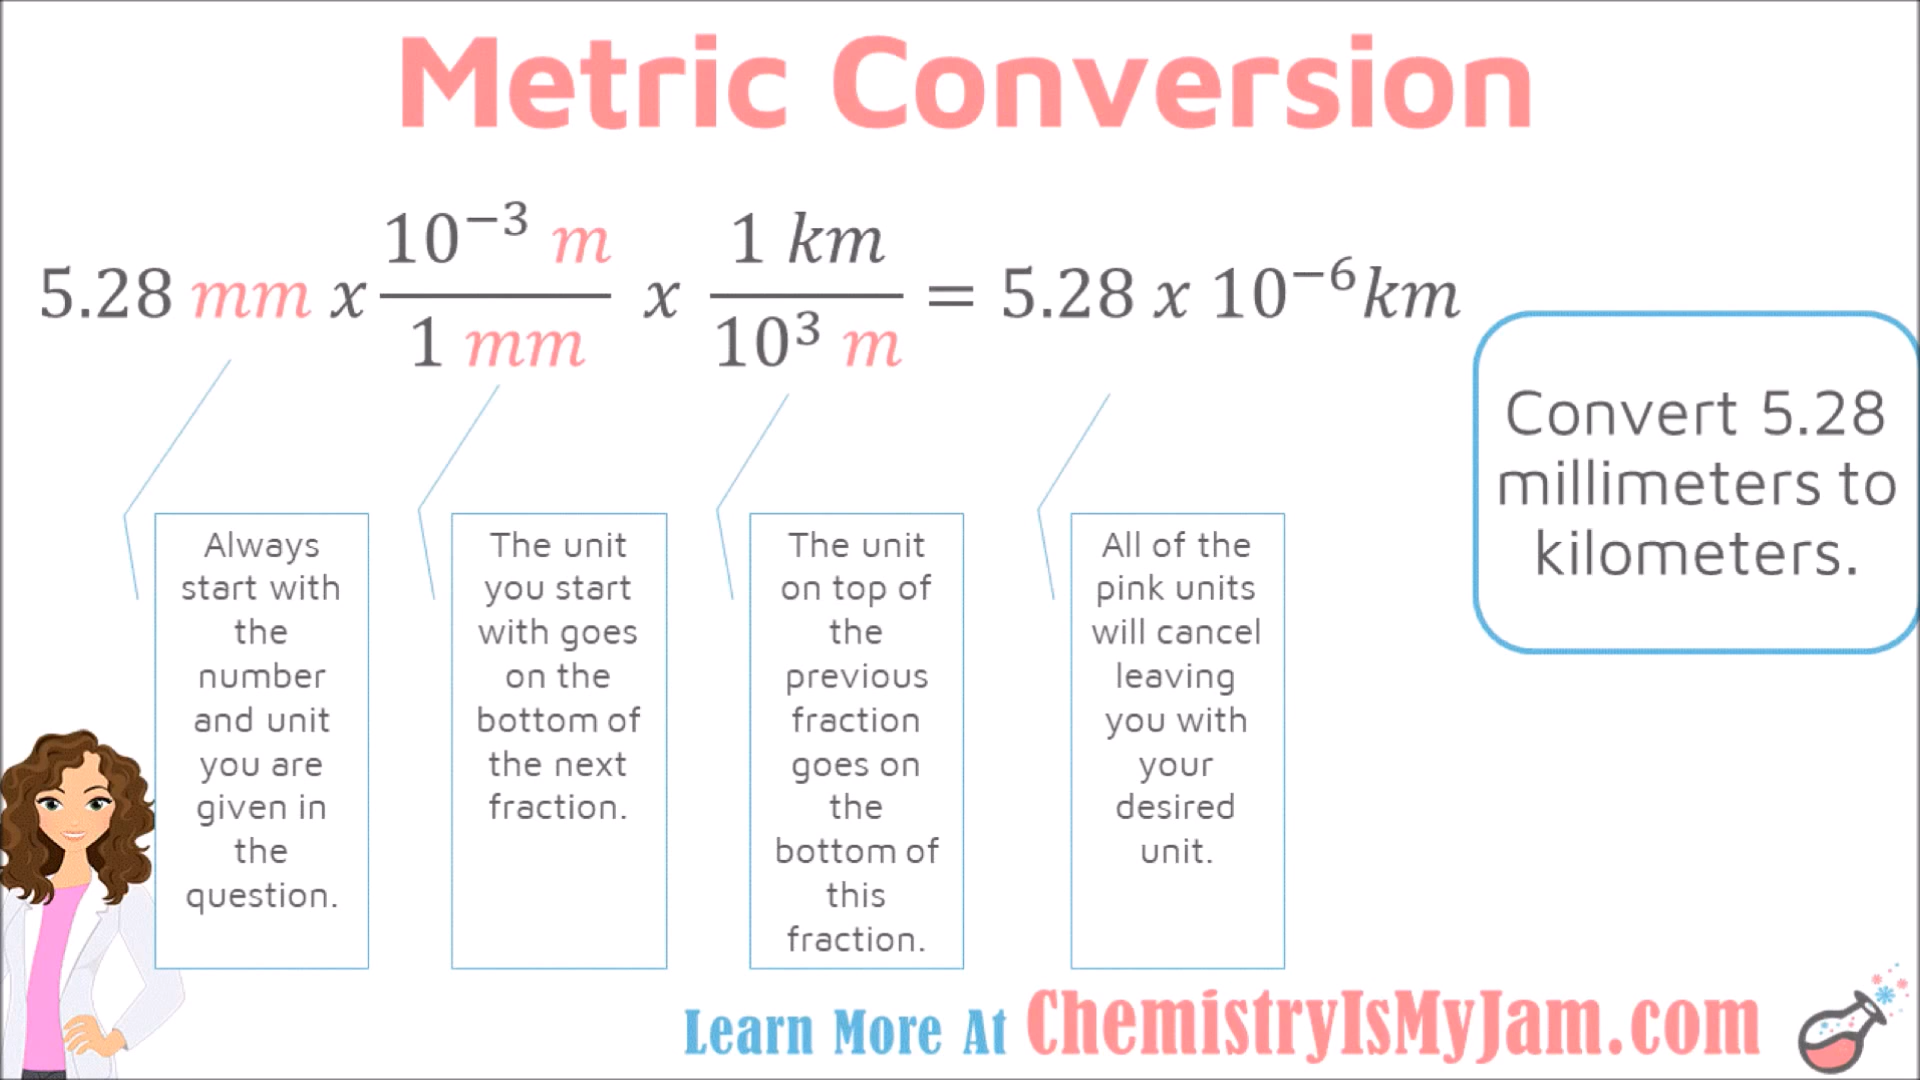 Metric Conversion
5.28 mm x 10⁻³ m / 1 mm x 1 km / 10³ m = 5.28 x 10⁻⁶ km
Convert 5.28
millimeters to
kilometers.
Always
start with
the
number
and unit
you are
given in
the
question.
The unit
you start
with goes
on the
bottom of
the next
fraction.
The unit
on top of
the
previous
fraction
goes on
the
bottom of
this
fraction.
All of the
pink units
will cancel
leaving
you with
your
desired
unit.
Learn More At ChemistryIsMyJam.com